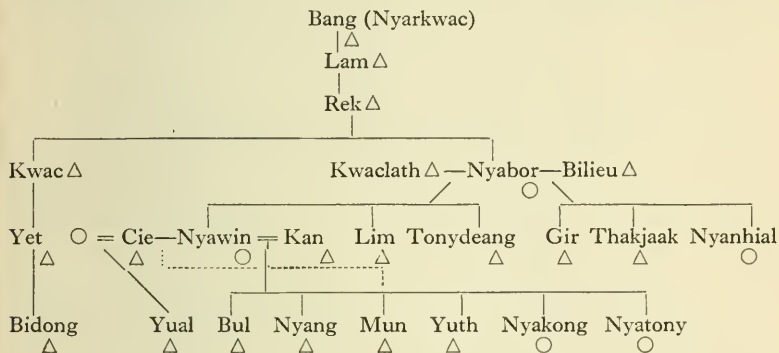 Bang (Nyarkwac)
Lam
Rek
Kwac Kwaclath Nyabor Bilieu
Yet Cie Nyawin Kan Lim Tonydeang Gir Thakjaak Nyanhial
Bidong Yual Bul Nyang Mun Yuth Nyakong Nyatony